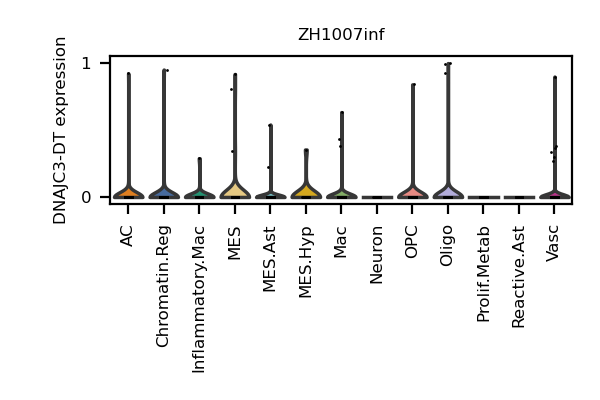 ZH1007inf
DNAJC3-DT expression
1
0
AC
Chromatin.Reg
Inflammatory.Mac
MES
MES.Ast
MES.Hyp
Mac
Neuron
OPC
Oligo
Prolif.Metab
Reactive.Ast
Vasc